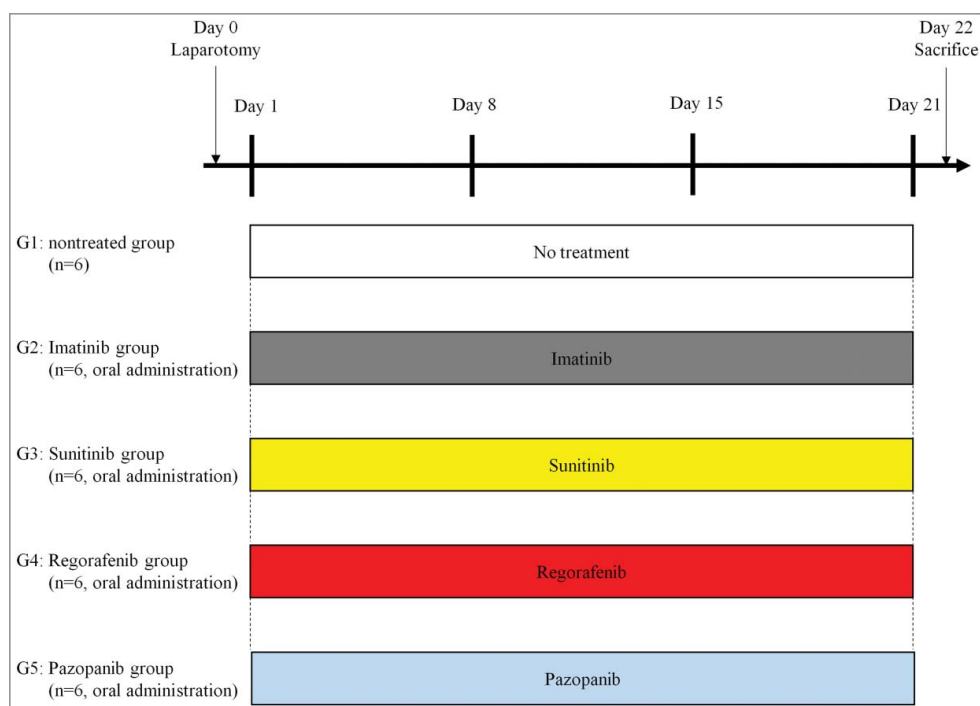 Day 0
Laparotomy
Day 22
Sacrifice
Day 1
Day 8
Day 15
Day 21
G1: nontreated group
(n=6)
No treatment
G2: Imatinib group
(n=6, oral administration)
Imatinib
G3: Sunitinib group
(n=6, oral administration)
Sunitinib
G4: Regorafenib group
(n=6, oral administration)
Regorafenib
G5: Pazopanib group
(n=6, oral administration)
Pazopanib